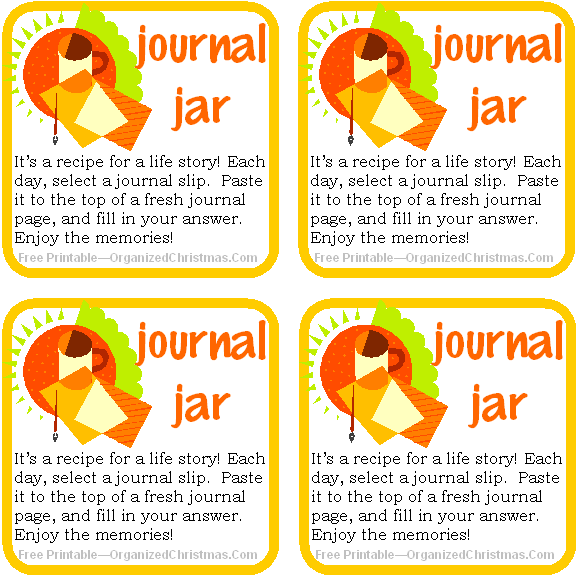 journal
jar
It's a recipe for a life story! Each
day, select a journal slip.  Paste
it to the top of a fresh journal
page, and fill in your answer.
Enjoy the memories!
Free Printable—OrganizedChristmas.Com
journal
jar
It's a recipe for a life story! Each
day, select a journal slip.  Paste
it to the top of a fresh journal
page, and fill in your answer.
Enjoy the memories!
Free Printable—OrganizedChristmas.Com
journal
jar
It's a recipe for a life story! Each
day, select a journal slip.  Paste
it to the top of a fresh journal
page, and fill in your answer.
Enjoy the memories!
Free Printable—OrganizedChristmas.Com
journal
jar
It's a recipe for a life story! Each
day, select a journal slip.  Paste
it to the top of a fresh journal
page, and fill in your answer.
Enjoy the memories!
Free Printable—OrganizedChristmas.Com